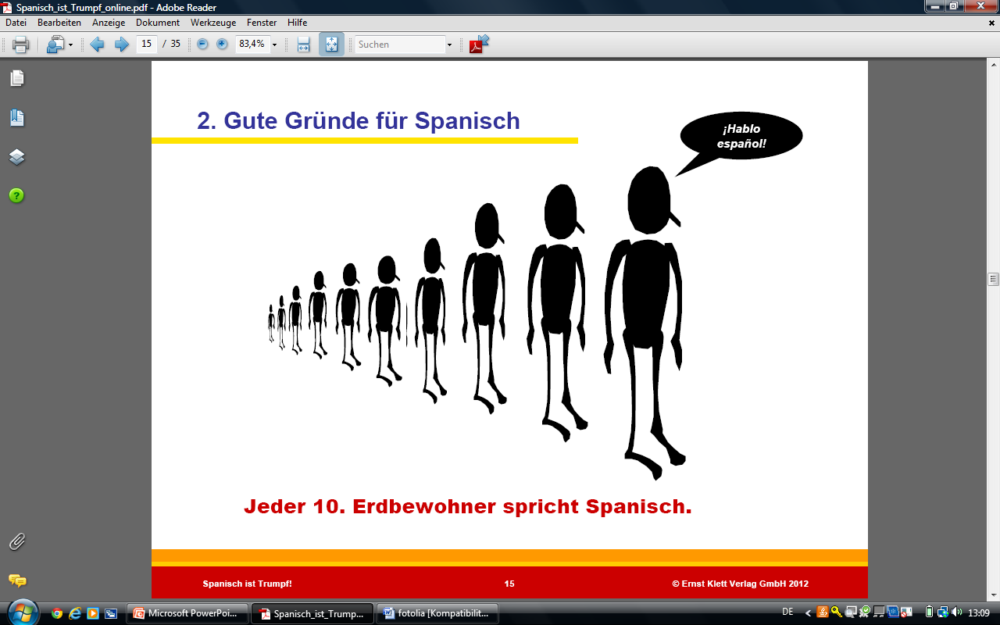 Spanisch_ist_Trumpf_online.pdf - Adobe Reader
Datei Bearbeiten Anzeige Dokument Werkzeuge Fenster Hilfe
15 / 35 83,4% Suchen
2. Gute Gründe für Spanisch
¡Hablo
español!
Jeder 10. Erdbewohner spricht Spanisch.
Spanisch ist Trumpf! 15 © Ernst Klett Verlag GmbH 2012
Microsoft PowerPoi... Spanisch_ist_Trump... fotolia [Kompatibilit... DE 13:09